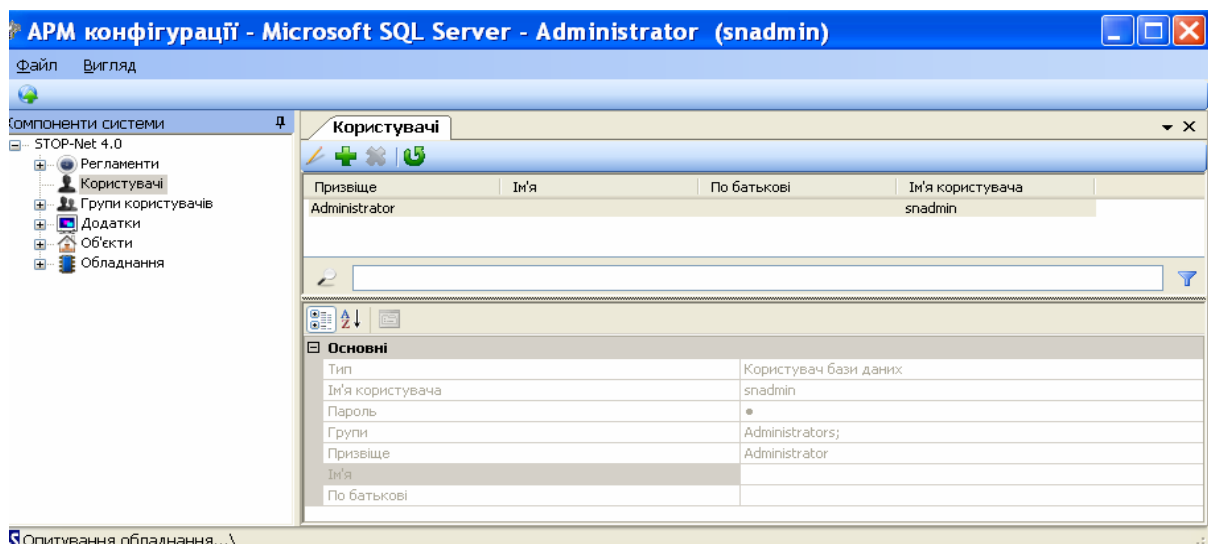 АРМ конфігурації - Microsoft SQL Server - Administrator (snadmin)
Файл Вигляд
Компоненти системи
STOP-Net 4.0
Регламенти
Користувачі
Групи користувачів
Додатки
Об'єкти
Обладнання
Користувачі
Призвіще Ім'я По батькові Ім'я користувача
Administrator snadmin
Основні
Тип Користувач бази даних
Ім'я користувача snadmin
Пароль ●
Групи Administrators;
Призвіще Administrator
Ім'я
По батькові
Опитування обладнання...\